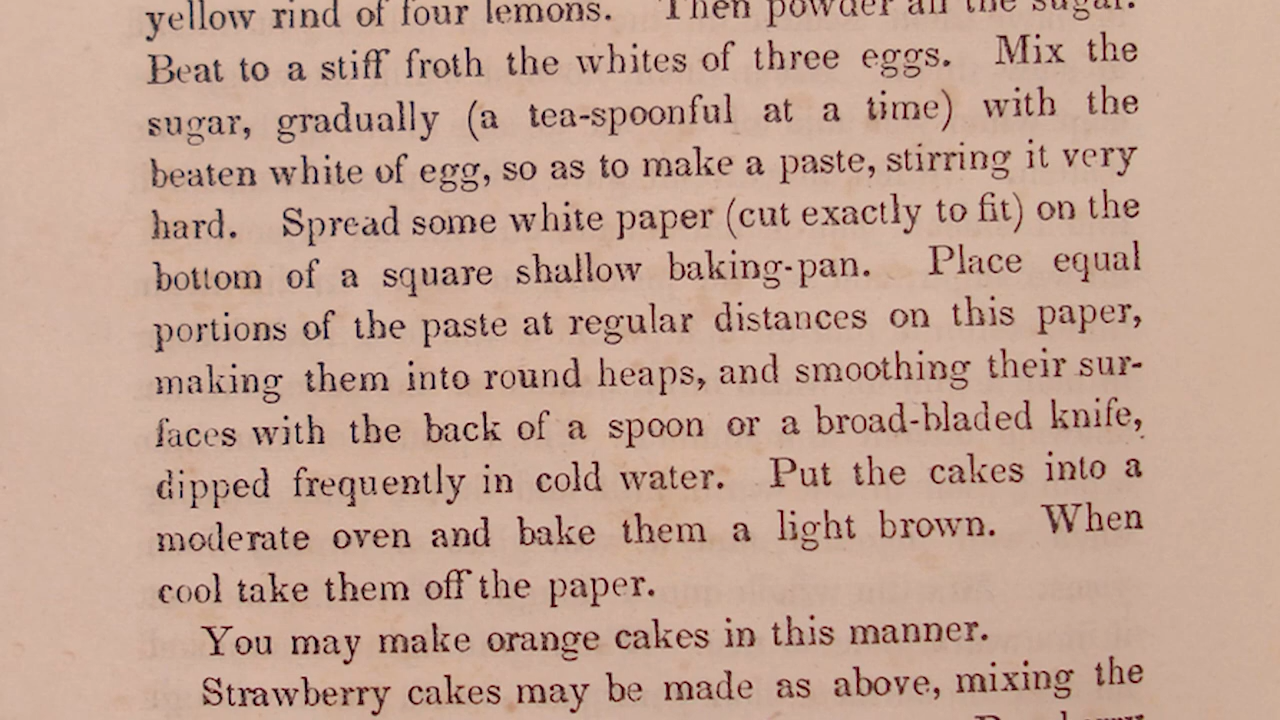 yellow rind of four lemons. Then powder all the sugar.
Beat to a stiff froth the whites of three eggs. Mix the
sugar, gradually (a tea-spoonful at a time) with the
beaten white of egg, so as to make a paste, stirring it very
hard. Spread some white paper (cut exactly to fit) on the
bottom of a square shallow baking-pan. Place equal
portions of the paste at regular distances on this paper,
making them into round heaps, and smoothing their sur-
faces with the back of a spoon or a broad-bladed knife,
dipped frequently in cold water. Put the cakes into a
moderate oven and bake them a light brown. When
cool take them off the paper.
You may make orange cakes in this manner.
Strawberry cakes may be made as above, mixing the